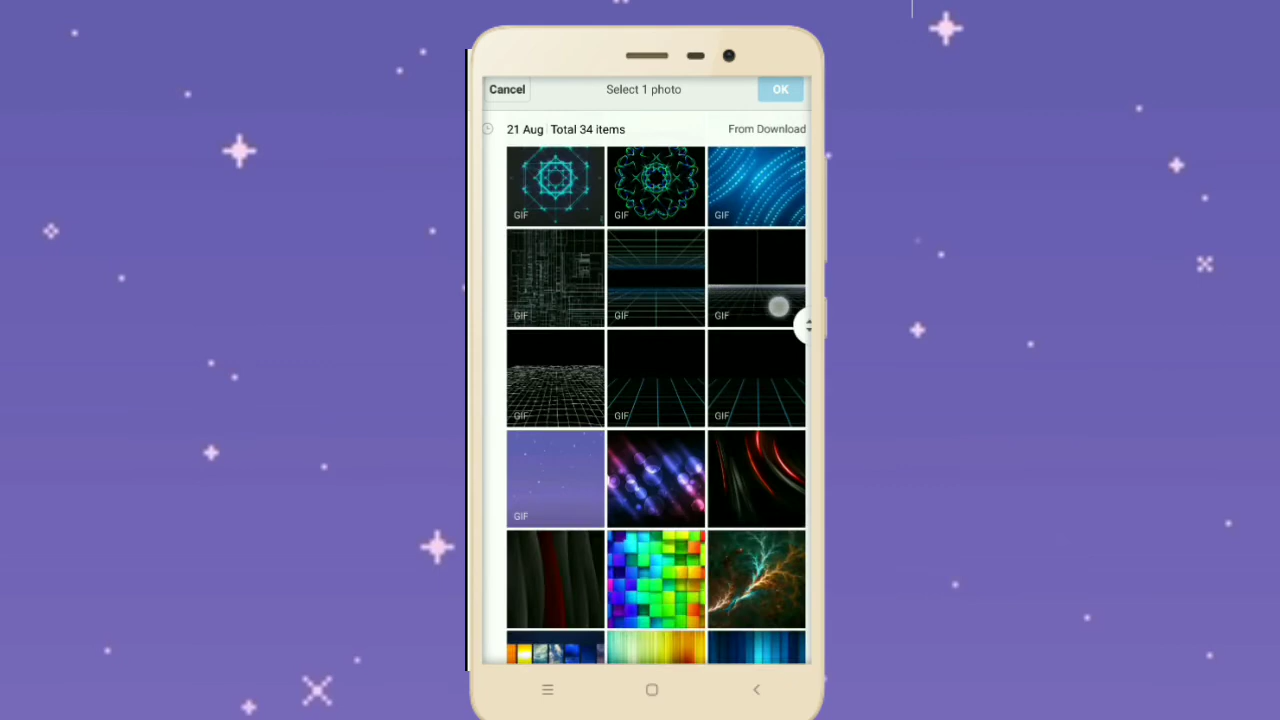 Cancel Select 1 photo OK
21 Aug Total 34 items From Download
GIF GIF GIF
GIF GIF GIF
GIF GIF GIF
GIF